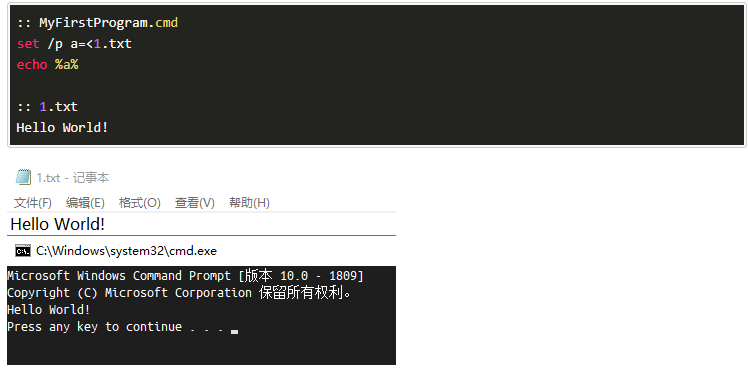 :: MyFirstProgram.cmd
set /p a=<1.txt
echo %a%
:: 1.txt
Hello World!
1.txt - 记事本
文件(F) 编辑(E) 格式(O) 查看(V) 帮助(H)
Hello World!
C:\Windows\system32\cmd.exe
Microsoft Windows Command Prompt [版本 10.0 - 1809]
Copyright (C) Microsoft Corporation 保留所有权利。
Hello World!
Press any key to continue . . .